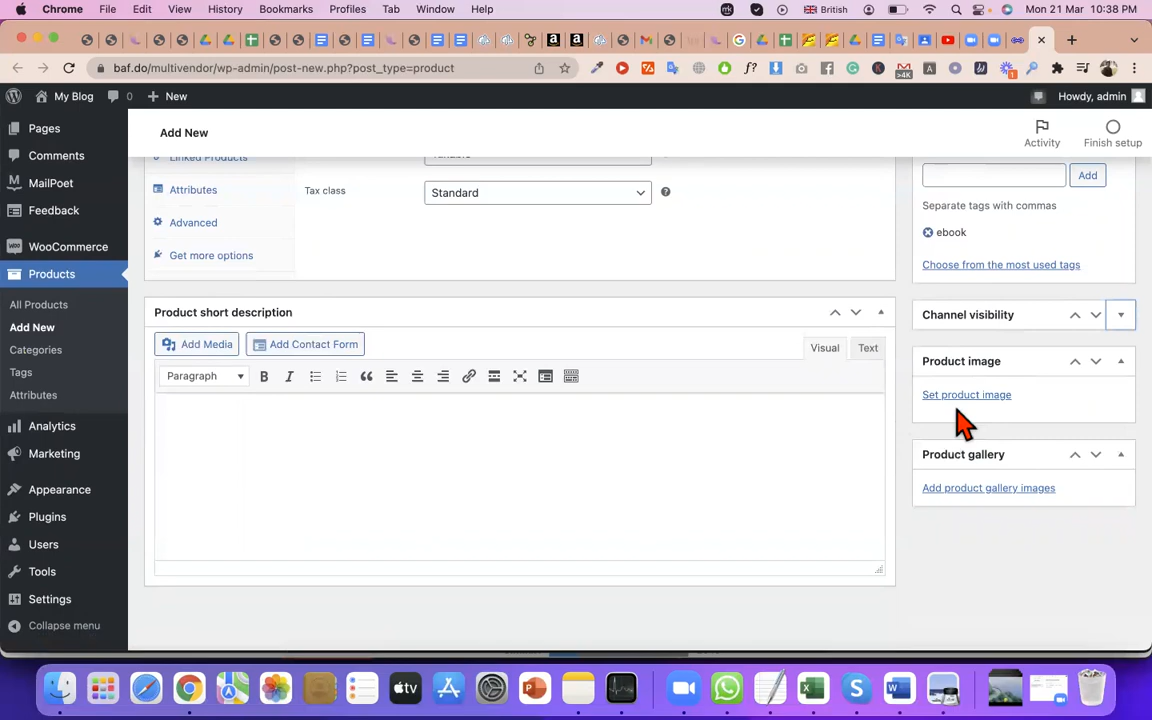 Chrome File Edit View History Bookmarks Profiles Tab Window Help British Mon 21 Mar 10:38 PM
baf.do/multivendor/wp-admin/post-new.php?post_type=product
My Blog 0 New Howdy, admin
Add New Activity Finish setup
Pages
Comments
MailPoet
Feedback
WooCommerce
Products
All Products
Add New
Categories
Tags
Attributes
Analytics
Marketing
Appearance
Plugins
Users
Tools
Settings
Collapse menu
Linked Products
Attributes
Advanced
Get more options
Taxable
Tax class Standard
Product short description
Add Media Add Contact Form Visual Text
Paragraph
Add
Separate tags with commas
ebook
Choose from the most used tags
Channel visibility
Product image
Set product image
Product gallery
Add product gallery images